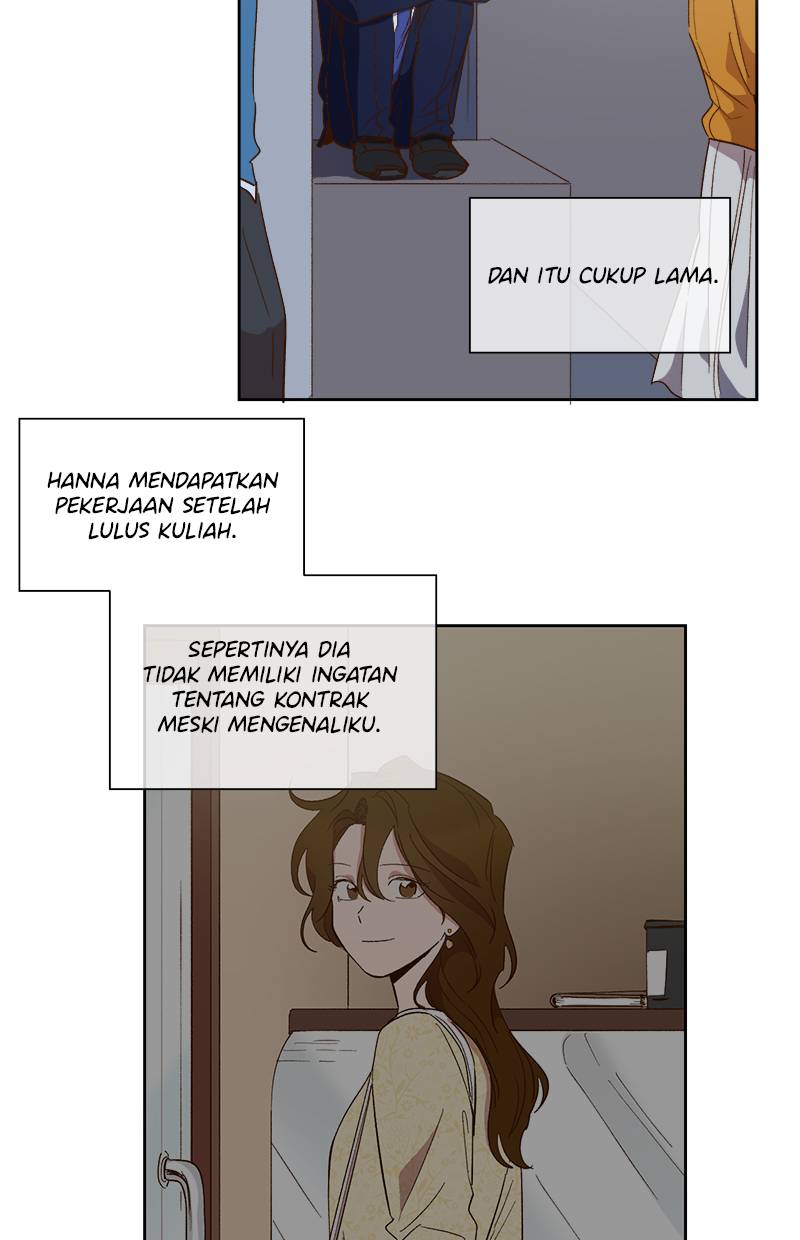 DAN ITU CUKUP LAMA.
HANNA MENDAPATKAN
PEKERJAAN SETELAH
LULUS KULIAH.
SEPERTINYA DIA
TIDAK MEMILIKI INGATAN
TENTANG KONTRAK
MESKI MENGENALIKU.